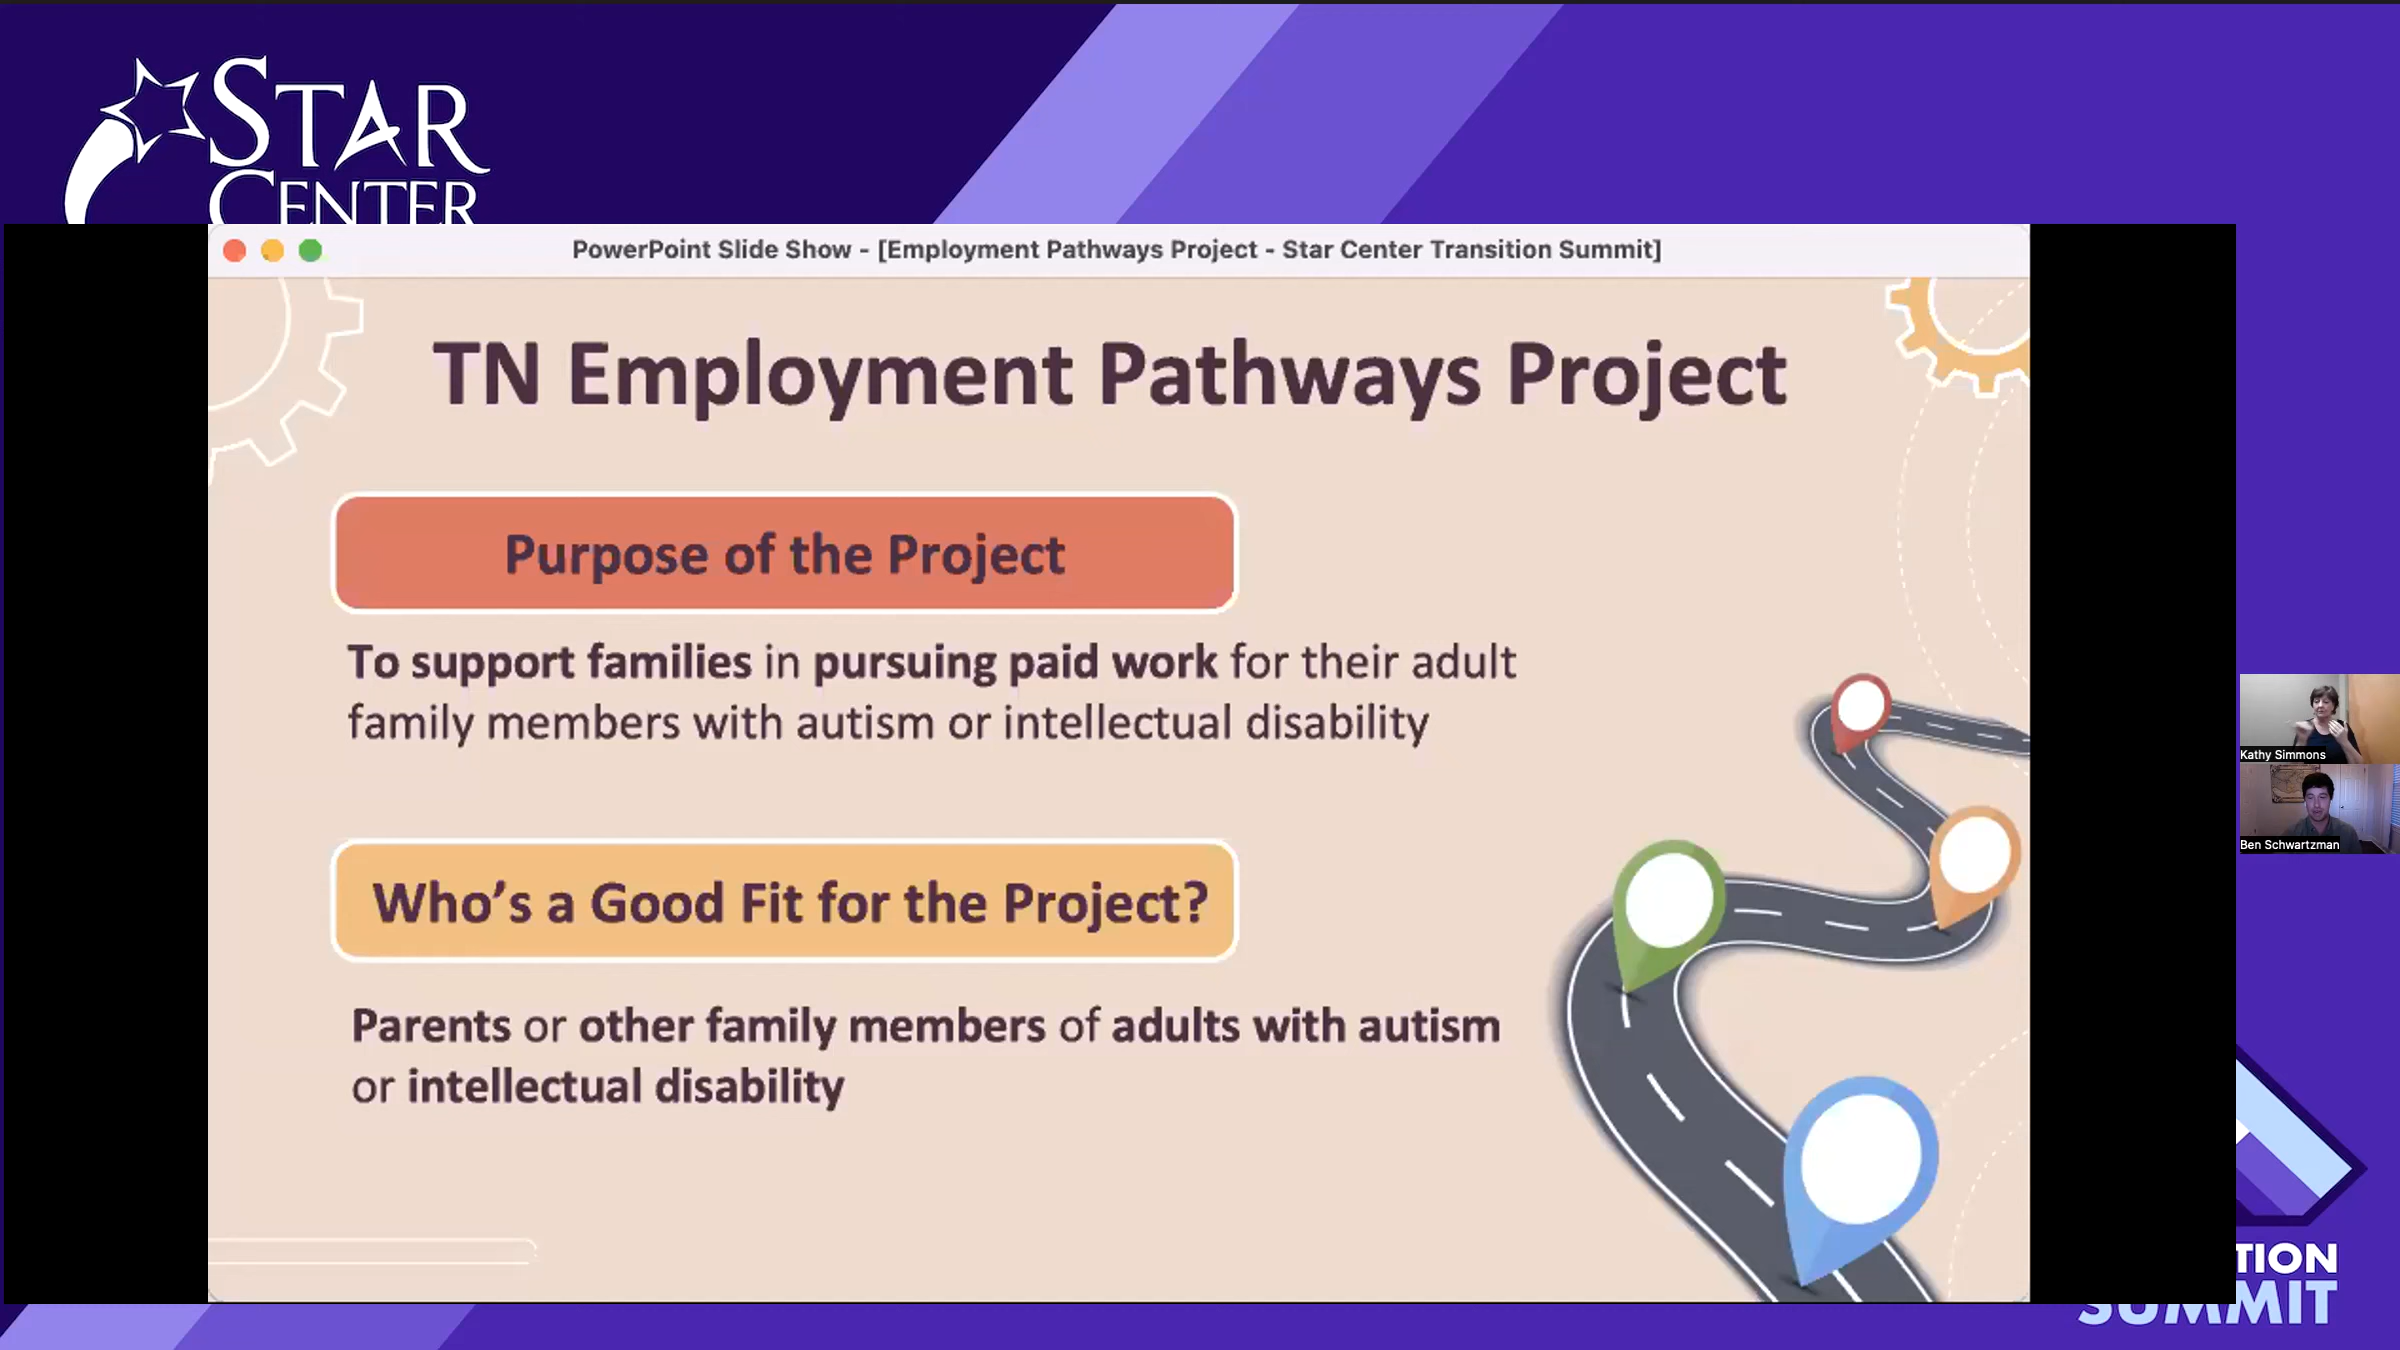 STAR
CENTER
PowerPoint Slide Show - [Employment Pathways Project - Star Center Transition Summit]
TN Employment Pathways Project
Purpose of the Project
To support families in pursuing paid work for their adult
family members with autism or intellectual disability
Who's a Good Fit for the Project?
Parents or other family members of adults with autism
or intellectual disability
Kathy Simmons
Ben Schwartzman
TION
SUMMIT